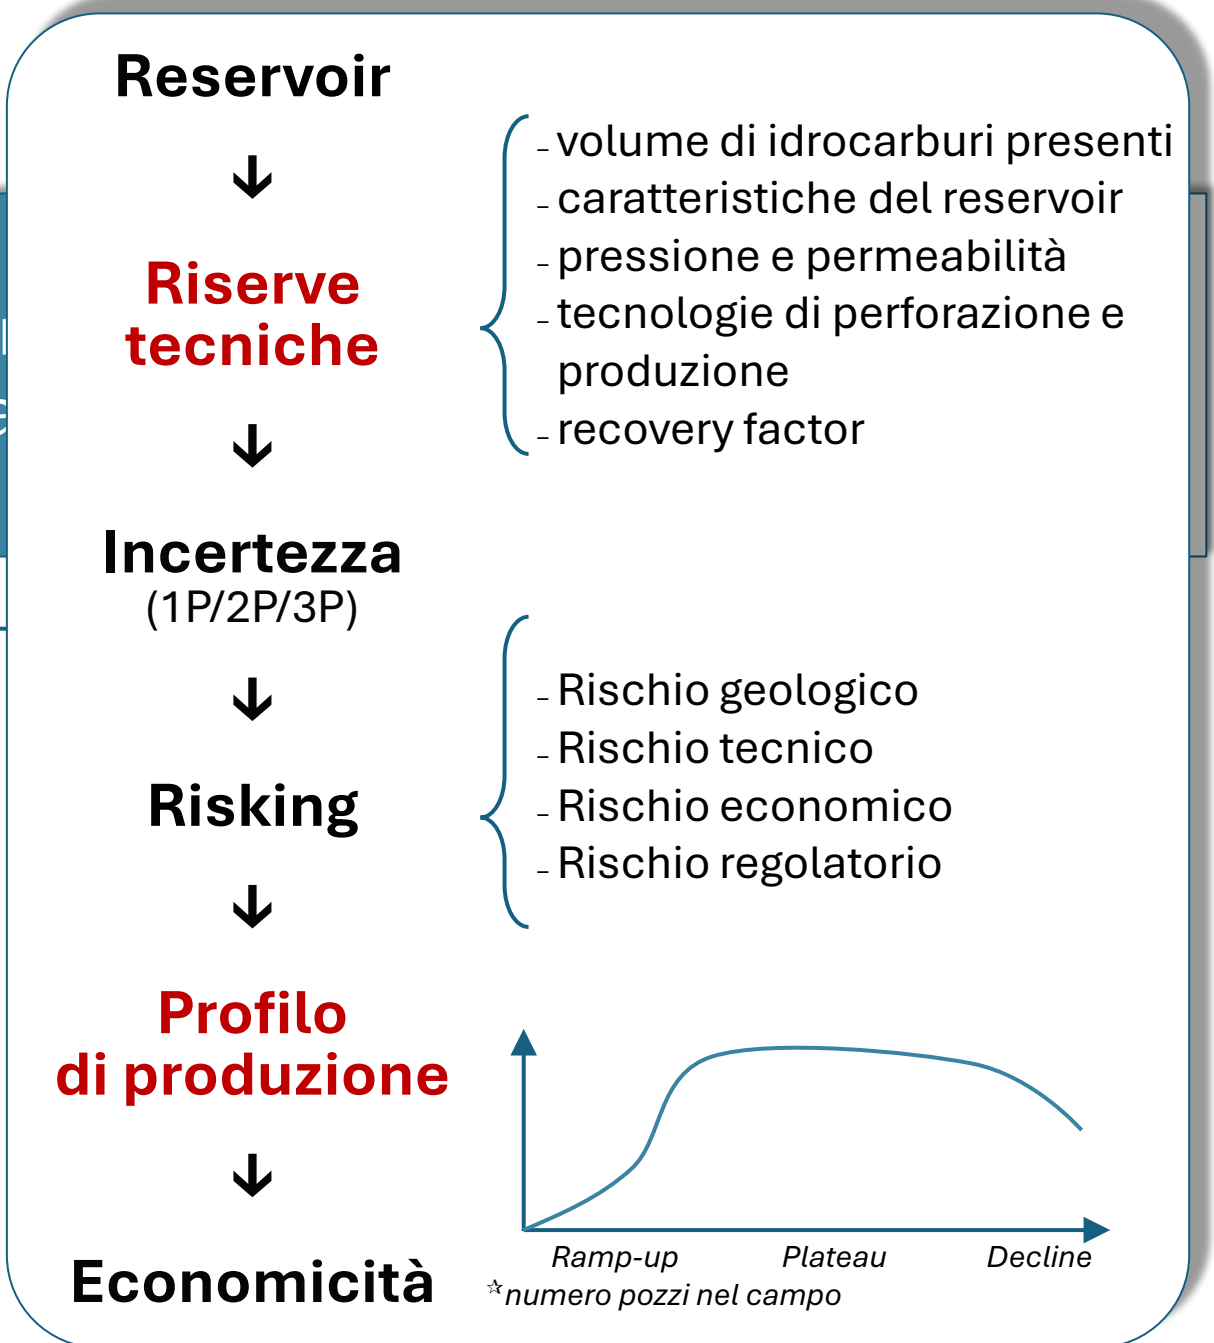 Reservoir
- volume di idrocarburi presenti
- caratteristiche del reservoir
- pressione e permeabilità
- tecnologie di perforazione e
produzione
- recovery factor
Riserve
tecniche
Incertezza
(1P/2P/3P)
Risking
- Rischio geologico
- Rischio tecnico
- Rischio economico
- Rischio regolatorio
Profilo
di produzione
Ramp-up Plateau Decline
☆numero pozzi nel campo
Economicità